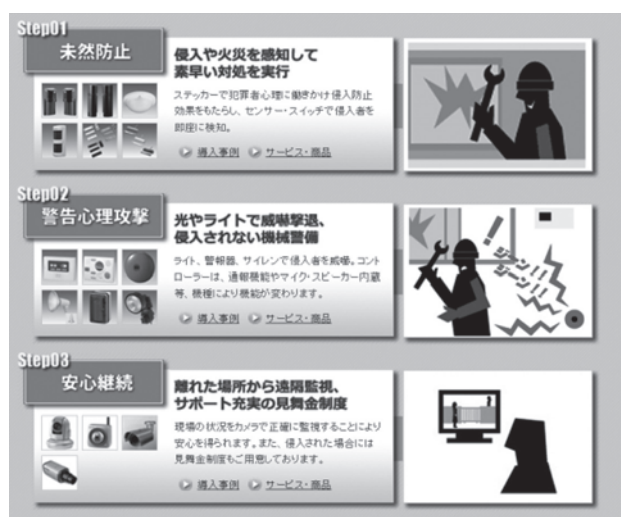 Step01
未然防止
侵入や火災を感知して
素早い対処を実行
ステッカーで犯罪者心理に働きかけ侵入防止
効果をもたらし、センサー・スイッチで侵入者を
即座に検知。
導入事例 サービス・商品
Step02
警告心理攻撃
光やライトで威嚇撃退、
侵入されない機械警備
ライト、警報器、サイレンで侵入者を威嚇。コント
ローラーは、通報機能やマイク・スピーカー内蔵
等、機種により機能が変わります。
導入事例 サービス・商品
Step03
安心継続
離れた場所から遠隔監視、
サポート充実の見舞金制度
現場の状況をカメラで正確に監視することにより
安心を得られます。また、侵入された場合には
見舞金制度もご用意しております。
導入事例 サービス・商品